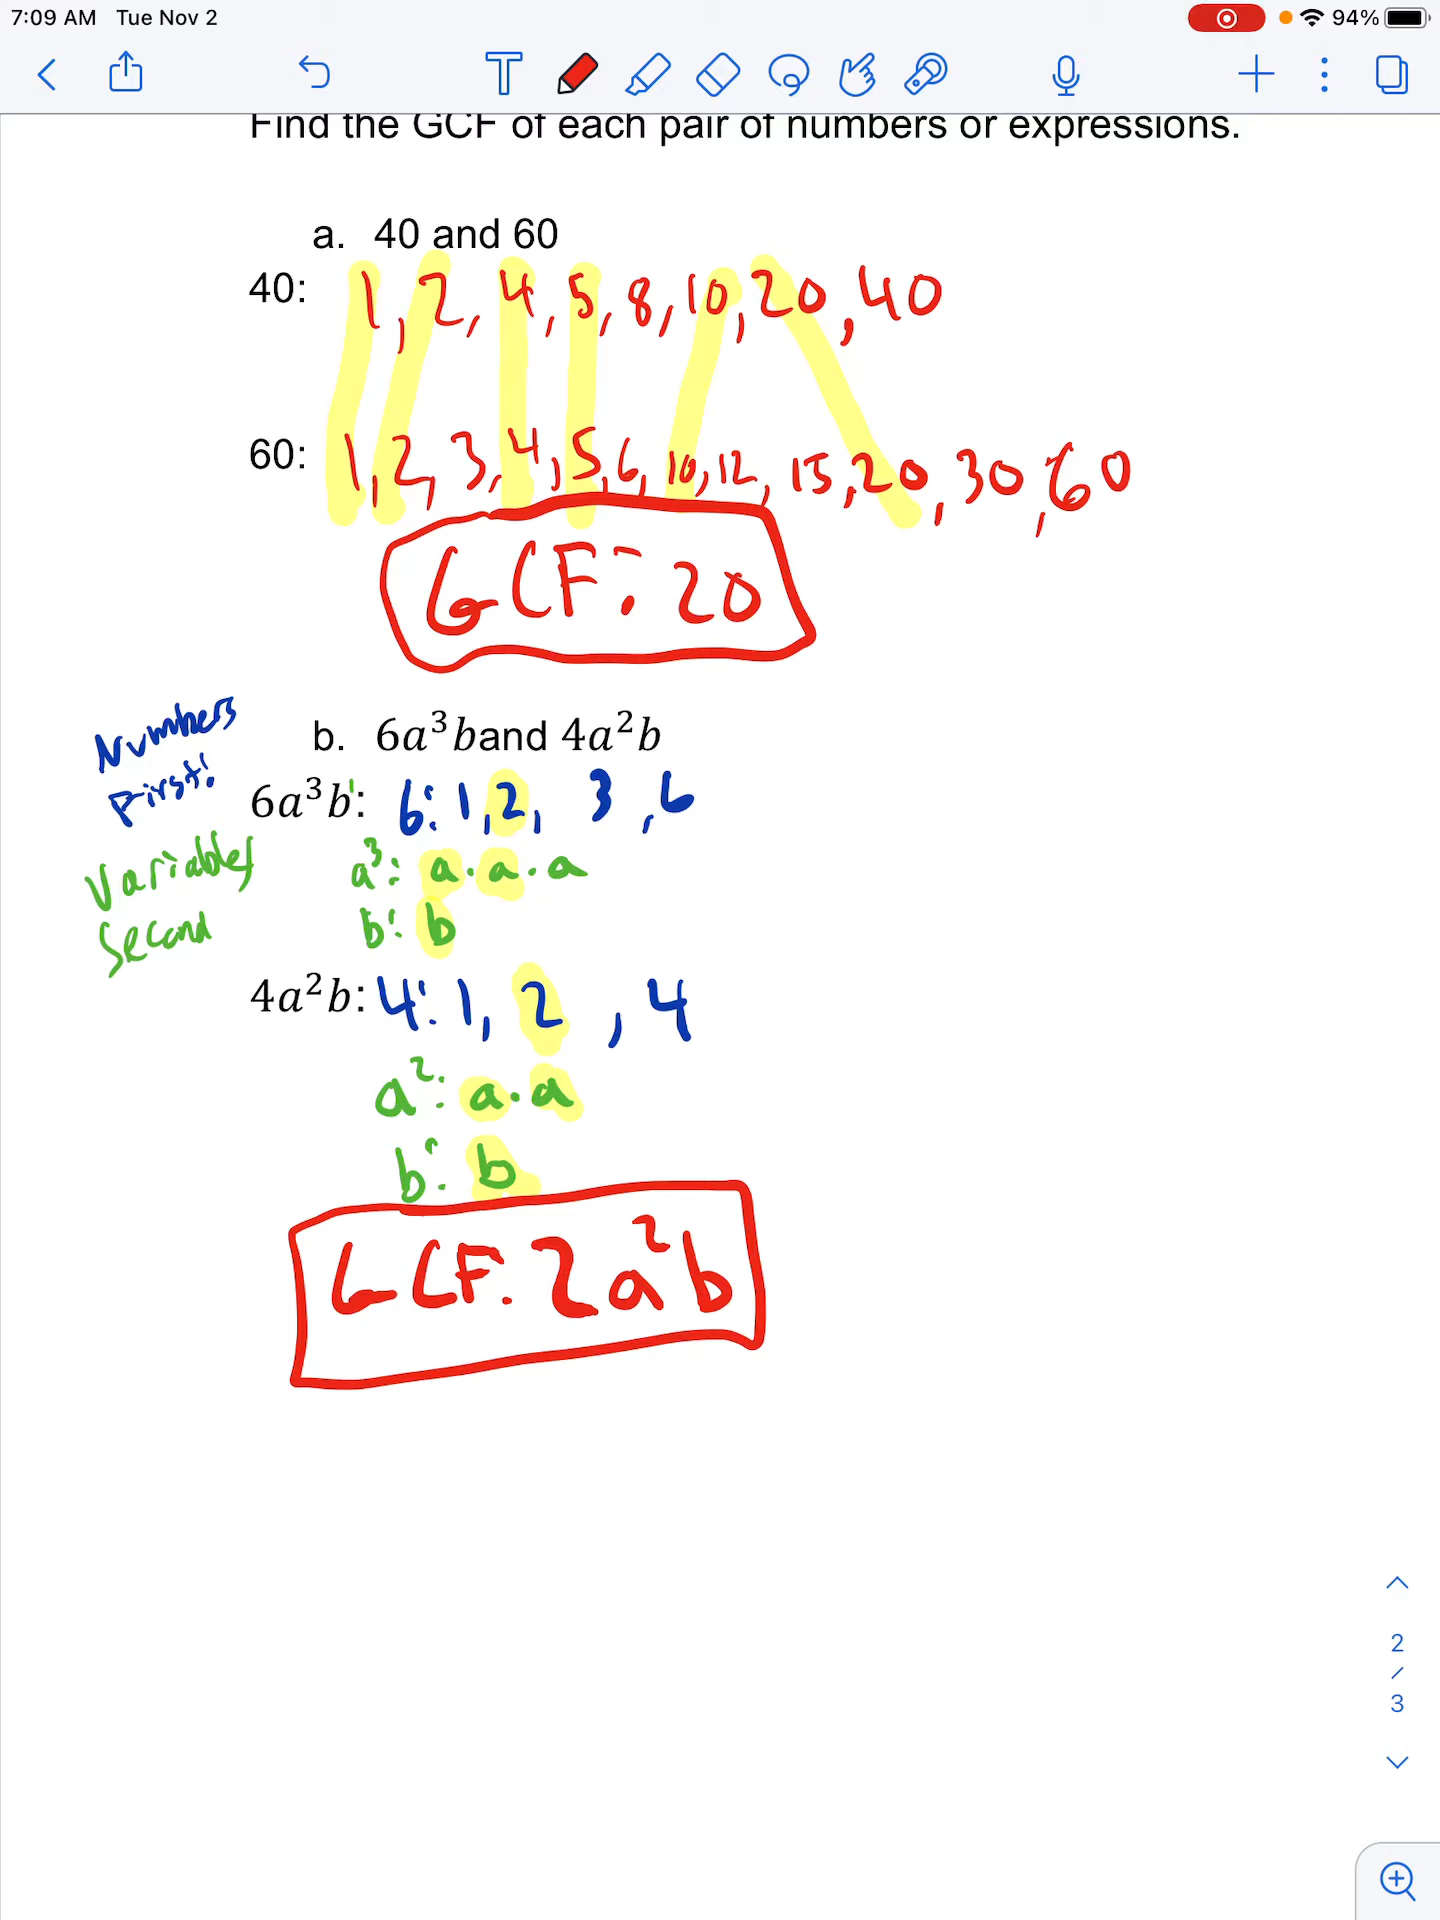 7:09 AM Tue Nov 2 94%
Find the GCF of each pair of numbers or expressions.
a. 40 and 60
40: 1, 2, 4, 5, 8, 10, 20, 40
60: 1, 2, 3, 4, 5, 6, 10, 12, 15, 20, 30, 60
GCF: 20
Numbers
First!
b. 6a³band 4a²b
6a³b¹: 6: 1, 2, 3, 6
Variables
Second
a³: a·a·a
b: b
4a²b: 4: 1, 2, 4
a²: a·a
b: b
GCF: 2a²b
2
/
3